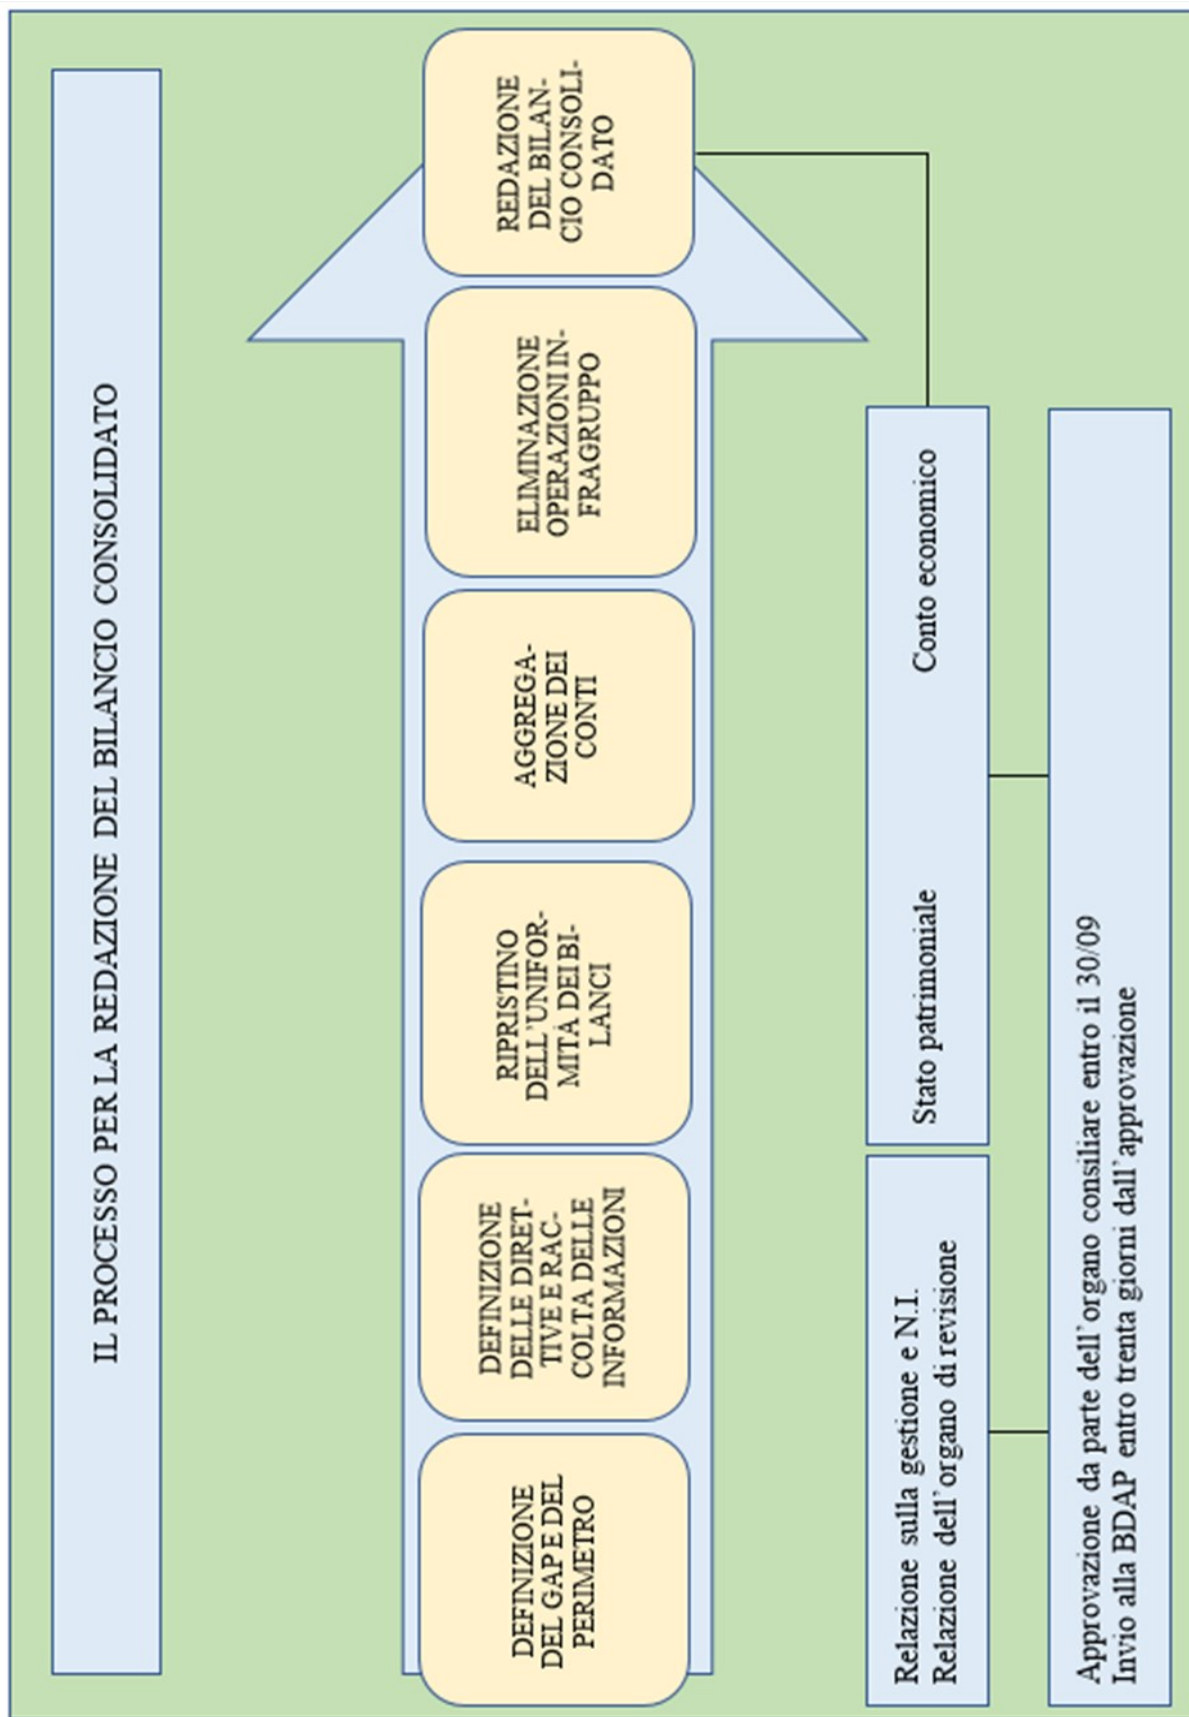 IL PROCESSO PER LA REDAZIONE DEL BILANCIO CONSOLIDATO
DEFINIZIONE
DEL GAP E DEL
PERIMETRO
DEFINIZIONE
DELLE DIRET-
TIVE E RAC-
COLTA DELLE
INFORMAZIONI
RIPRISTINO
DELL'UNIFOR-
MITÀ DEI BI-
LANCI
AGGREGA-
ZIONE DEI
CONTI
ELIMINAZIONE
OPERAZIONI IN-
FRAGRUPPO
REDAZIONE
DEL BILAN-
CIO CONSOLI-
DATO
Relazione sulla gestione e N.I.
Relazione dell'organo di revisione
Stato patrimoniale
Conto economico
Approvazione da parte dell'organo consiliare entro il 30/09
Invio alla BDAP entro trenta giorni dall'approvazione